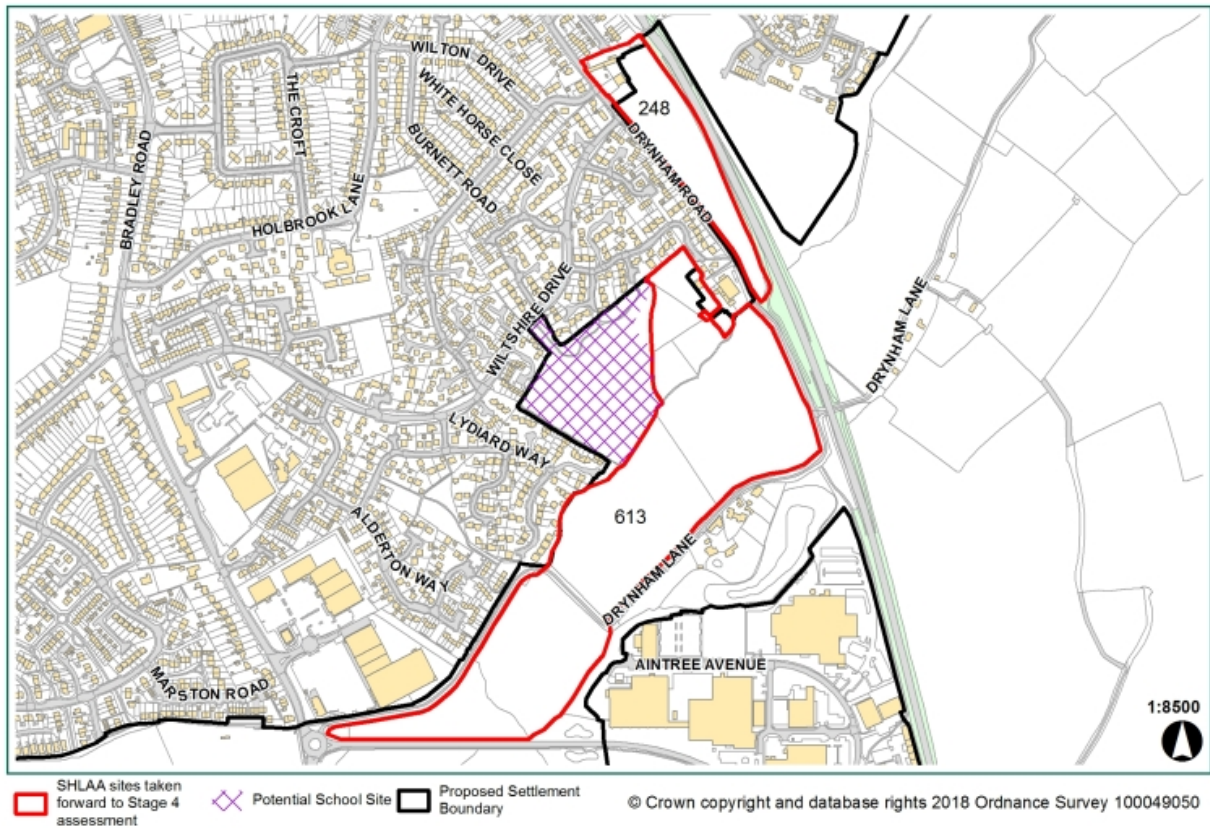 WILTON DRIVE
THE CROFT
WHITE HORSE CLOSE
248
BRADLEY ROAD
BURNETT ROAD
DRYNHAM ROAD
HOLBROOK LANE
WILTSHIRE DRIVE
DRYNHAM LANE
LYDIARD WAY
613
ALDERTON WAY
DRYNHAM LANE
AINTREE AVENUE
MARSTON ROAD
1:8500
SHLAA sites taken
forward to Stage 4
assessment
Potential School Site
Proposed Settlement
Boundary
© Crown copyright and database rights 2018 Ordnance Survey 100049050